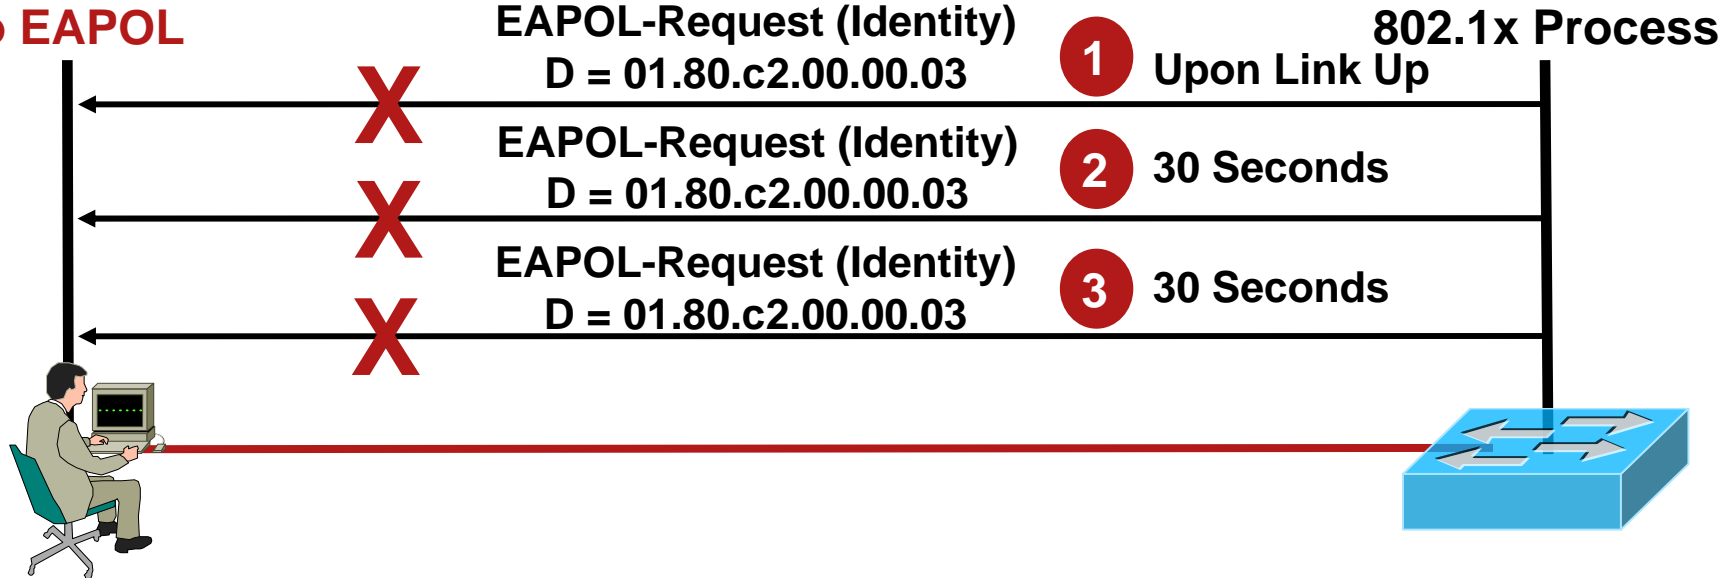 EAPOL
EAPOL-Request (Identity)
D = 01.80.c2.00.00.03
1
Upon Link Up
802.1x Process
EAPOL-Request (Identity)
D = 01.80.c2.00.00.03
2
30 Seconds
EAPOL-Request (Identity)
D = 01.80.c2.00.00.03
3
30 Seconds
X
X
X